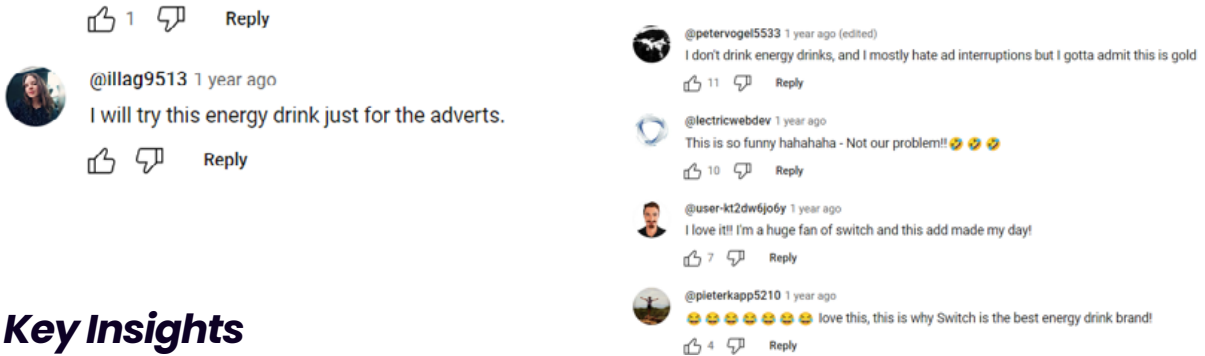 1 Reply
@illag9513 1 year ago
I will try this energy drink just for the adverts.
Reply
Key Insights
@petervogel5533 1 year ago (edited)
I don't drink energy drinks, and I mostly hate ad interruptions but I gotta admit this is gold
11 Reply
@lectricwebdev 1 year ago
This is so funny hahahaha - Not our problem!!🤣 🤣 🤣
10 Reply
@user-kt2dw6jo6y 1 year ago
I love it!! I'm a huge fan of switch and this add made my day!
7 Reply
@pieterkapp5210 1 year ago
😂 😂 😂 😂 😂 😂 😂 love this, this is why Switch is the best energy drink brand!
4 Reply